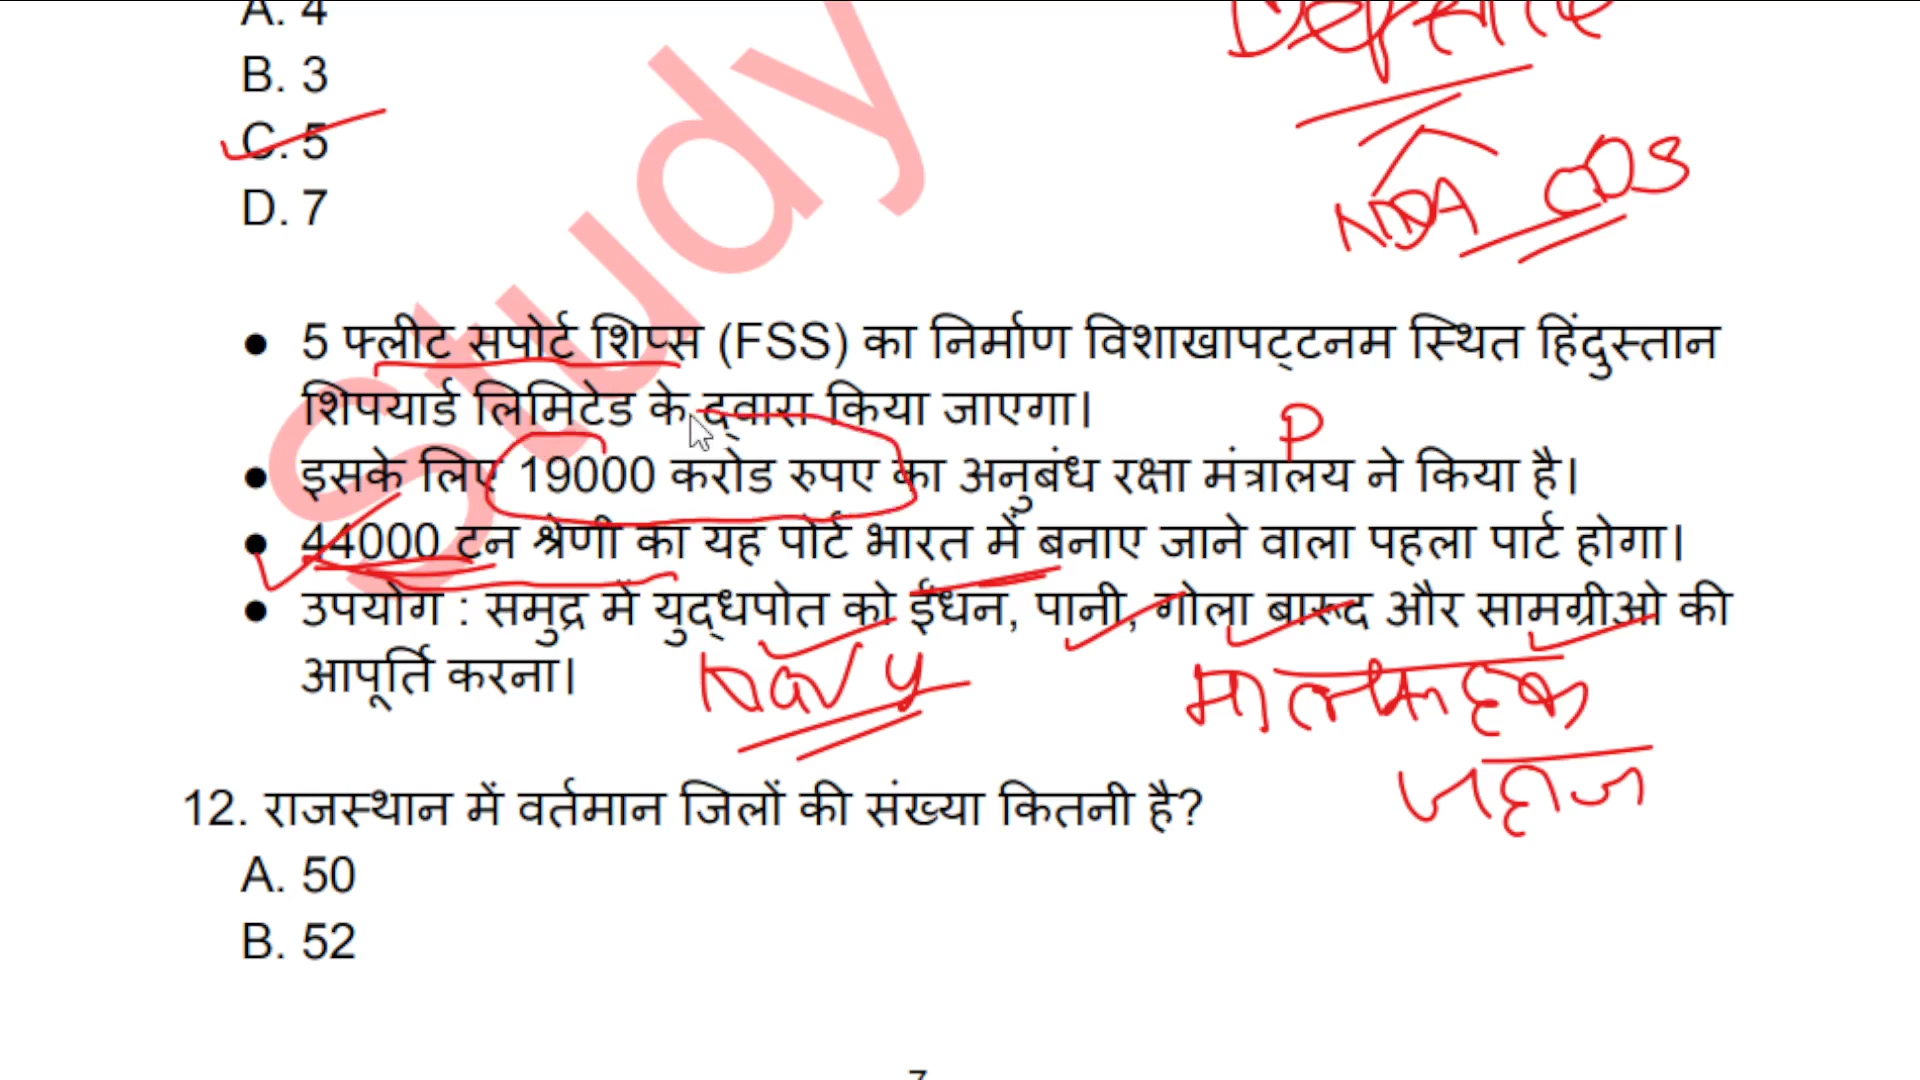 A. 4
B. 3
C. 5
D. 7
NDA CDS
Study
● 5 फ्लीट सपोर्ट शिप्स (FSS) का निर्माण विशाखापट्टनम स्थित हिंदुस्तान
शिपयार्ड लिमिटेड के द्वारा किया जाएगा।
P
● इसके लिए 19000 करोड रुपए का अनुबंध रक्षा मंत्रालय ने किया है।
● 44000 टन श्रेणी का यह पोर्ट भारत में बनाए जाने वाला पहला पार्ट होगा।
● उपयोग : समुद्र में युद्धपोत को ईंधन, पानी, गोला बारूद और सामग्रीओ की
आपूर्ति करना।
Navy
जहाज
12. राजस्थान में वर्तमान जिलों की संख्या कितनी है?
A. 50
B. 52